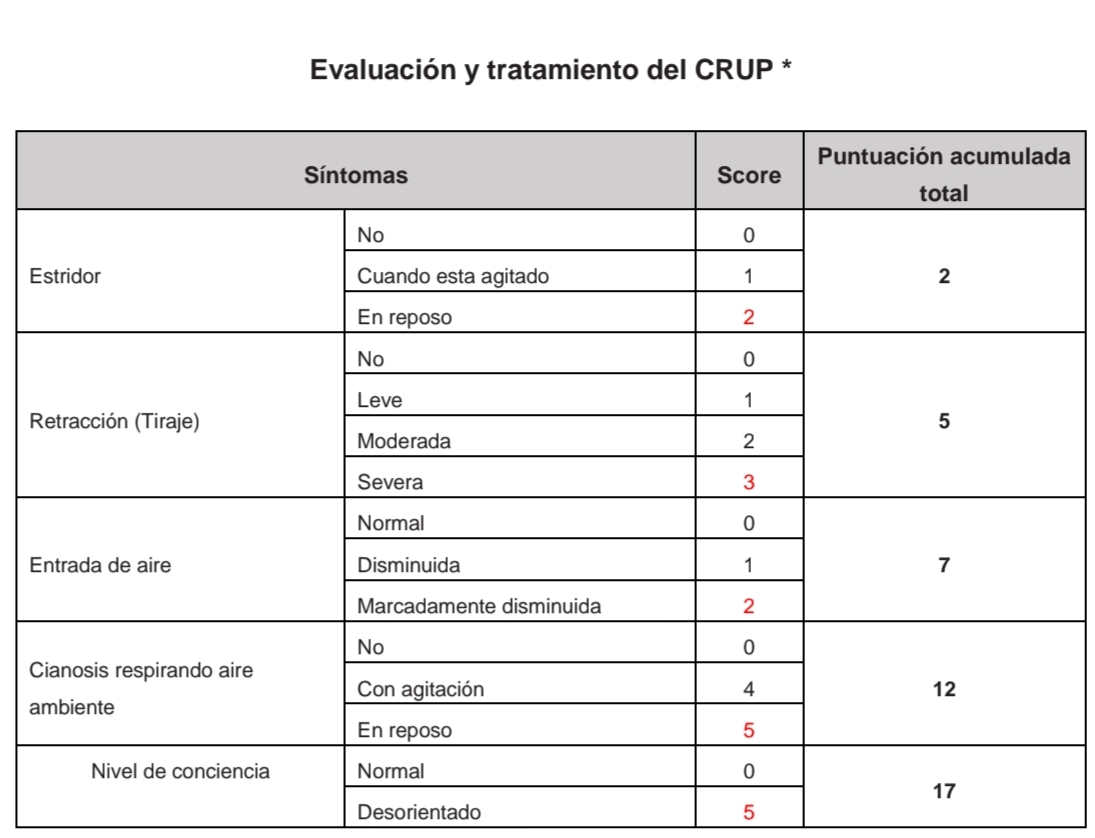 Evaluación y tratamiento del CRUP *
Síntomas Score Puntuación acumulada total
Estridor No 0 2
Cuando esta agitado 1
En reposo 2
Retracción (Tiraje) No 0 5
Leve 1
Moderada 2
Severa 3
Entrada de aire Normal 0 7
Disminuida 1
Marcadamente disminuida 2
Cianosis respirando aire ambiente No 0 12
Con agitación 4
En reposo 5
Nivel de conciencia Normal 0 17
Desorientado 5